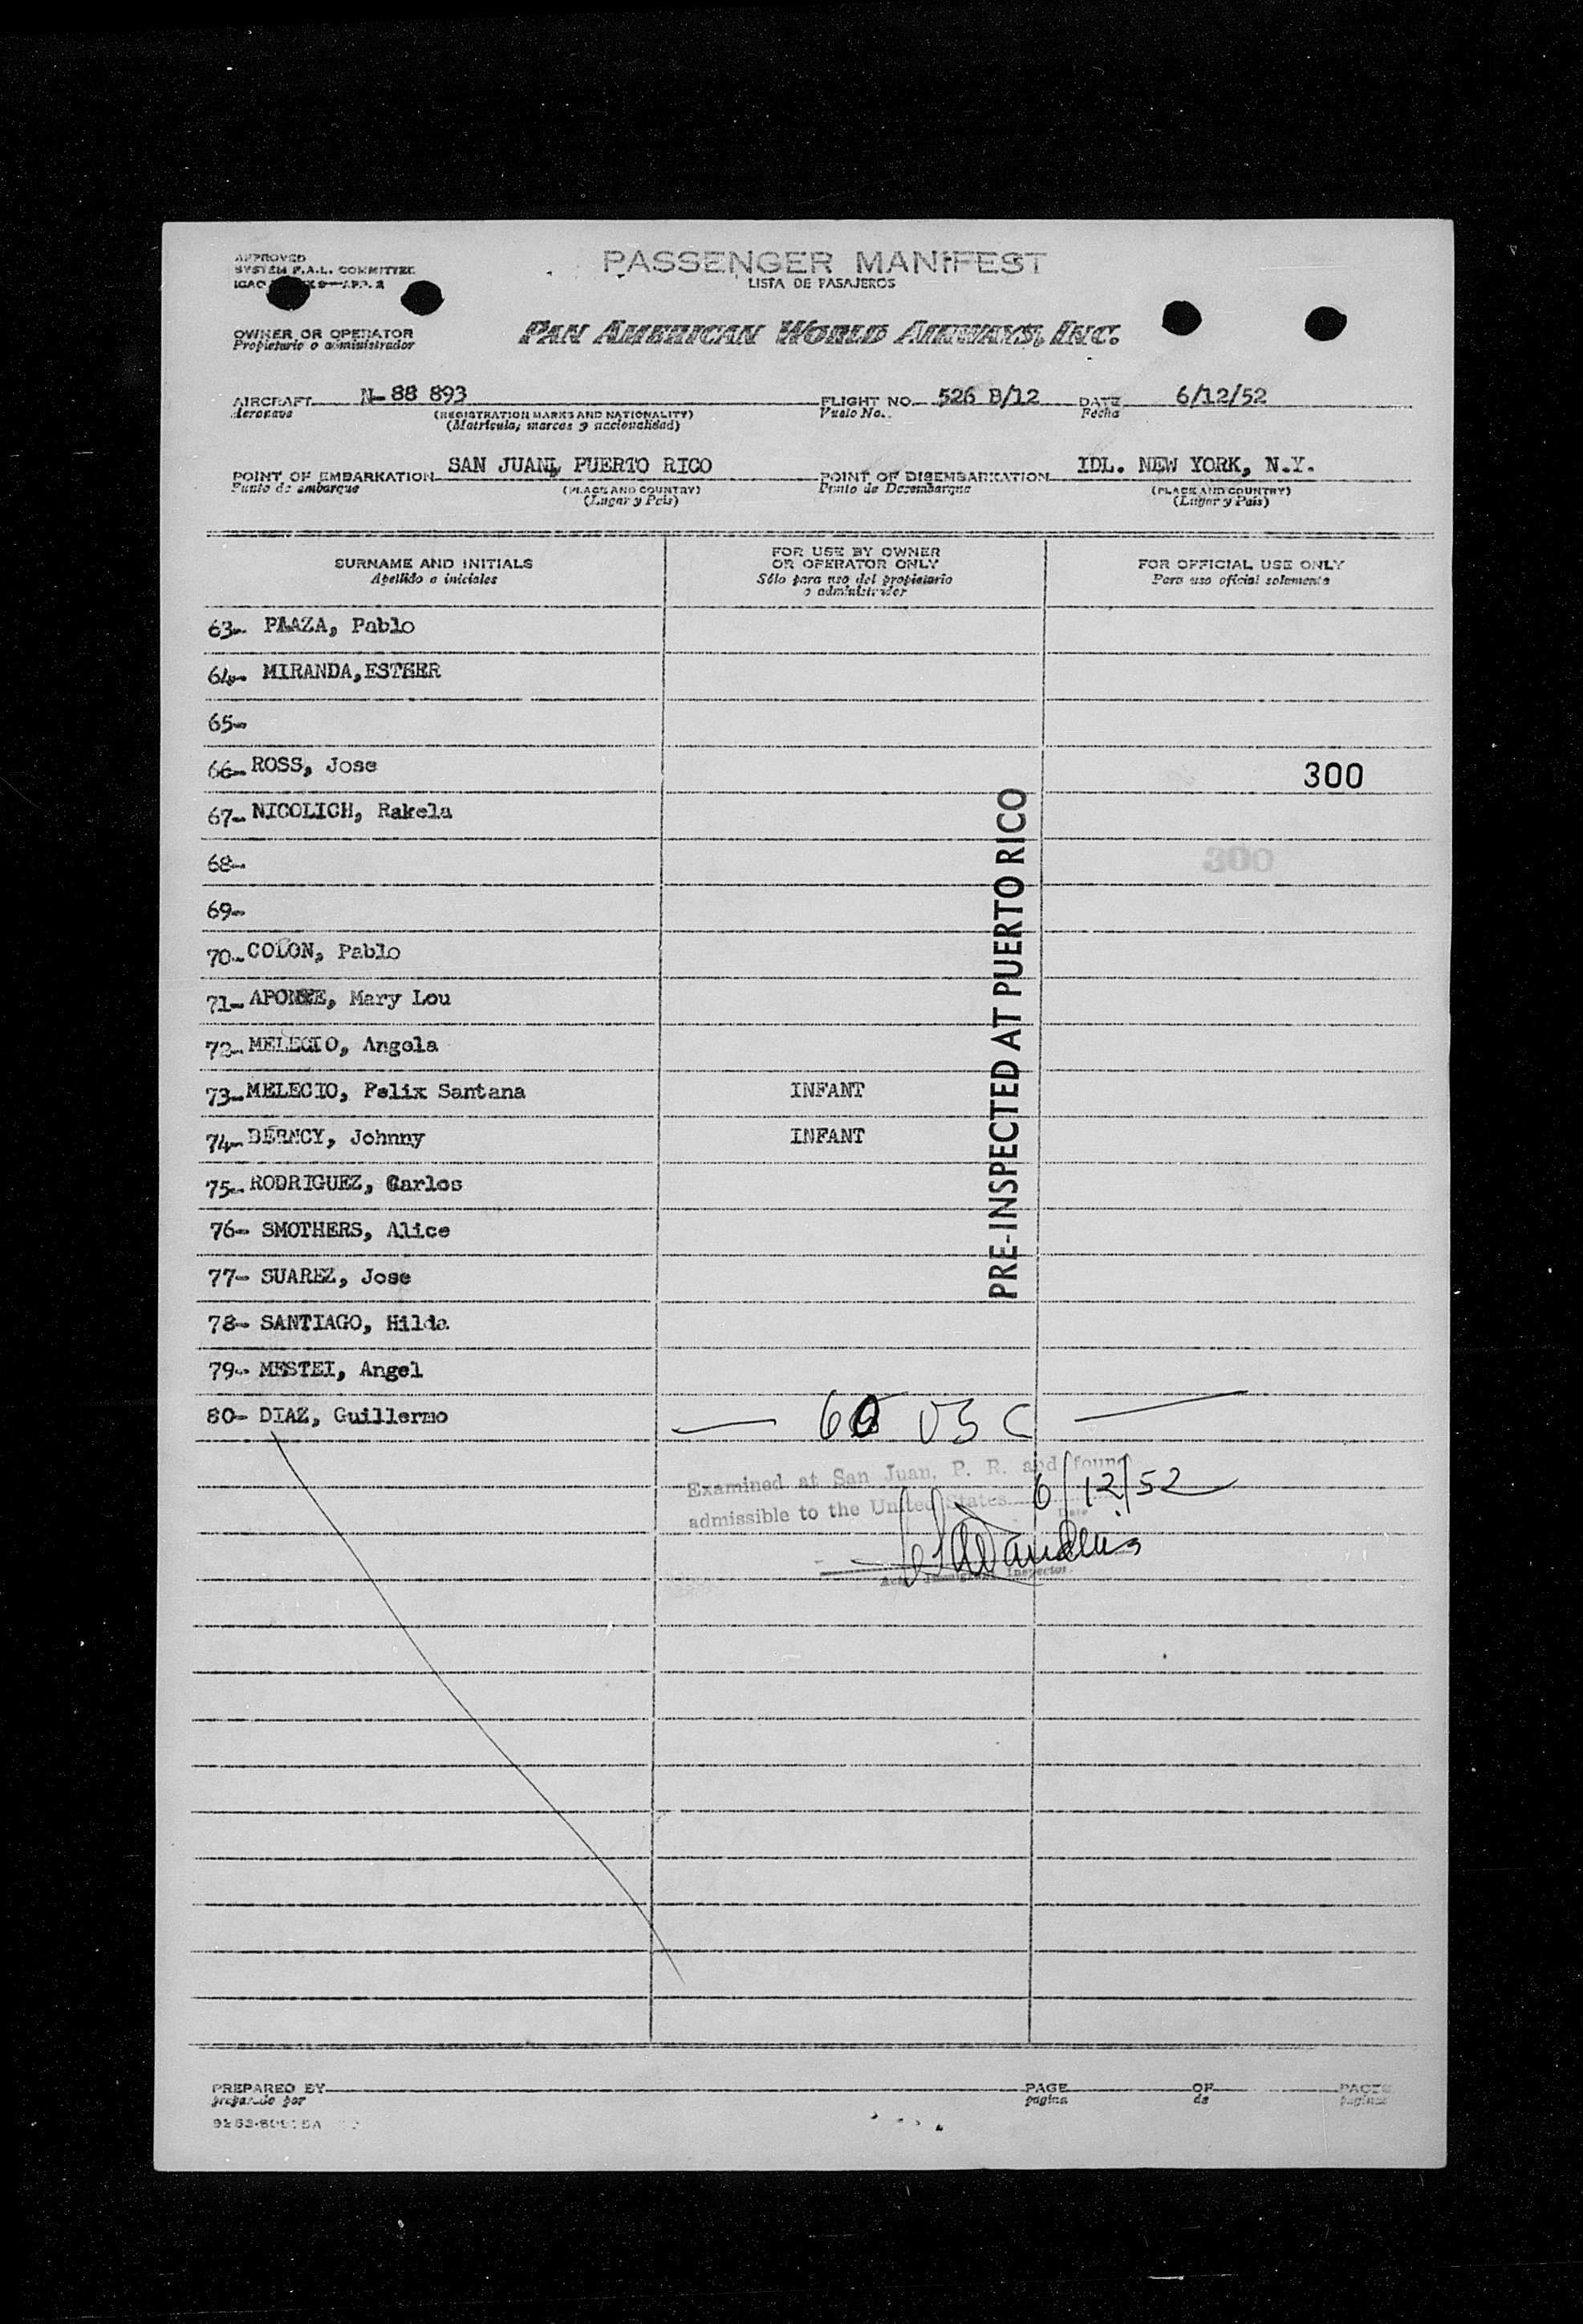 APPROVED
SYSTEM F.A.L. COMMITTEE
ICAO 9—APP. 2
PASSENGER MANIFEST
LISTA DE PASAJEROS
OWNER OR OPERATOR
Propietario o administrador
PAN AMERICAN WORLD AIRWAYS, INC.
AIRCRAFT N-88 893 FLIGHT NO. 526 B/12 DATE 6/12/52
Aeronave (REGISTRATION MARKS AND NATIONALITY) Vuelo No. Fecha
(Matrícula, marcas y nacionalidad)
POINT OF EMBARKATION SAN JUAN, PUERTO RICO POINT OF DISEMBARKATION IDL. NEW YORK, N.Y.
Punto de embarque (PLACE AND COUNTRY) Punto de Desembarque (PLACE AND COUNTRY)
(Lugar y País) (Lugar y País)
SURNAME AND INITIALS FOR USE BY OWNER OR OPERATOR ONLY FOR OFFICIAL USE ONLY
Apellido e iniciales Sólo para uso del propietario o administrador Para uso oficial solamente
63- PLAZA, Pablo
64- MIRANDA,ESTHER
65-
66- ROSS, Jose 300
67- NICOLICH, Rakela
68- 300
69-
70- COLON, Pablo
71- APONTE, Mary Lou
72- MELECIO, Angela
73- MELECIO, Felix Santana INFANT
74- BERNCY, Johnny INFANT
75- RODRIGUEZ, Carlos
76- SMOTHERS, Alice
77- SUAREZ, Jose
78- SANTIAGO, Hilda
79- MESTEI, Angel
80- DIAZ, Guillermo — 60 USC —
PRE-INSPECTED AT PUERTO RICO
Examined at San Juan, P. R. and found
admissible to the United States 6/12/52
Date
Inspector
PREPARED BY PAGE OF PAGES
preparado por página de páginas